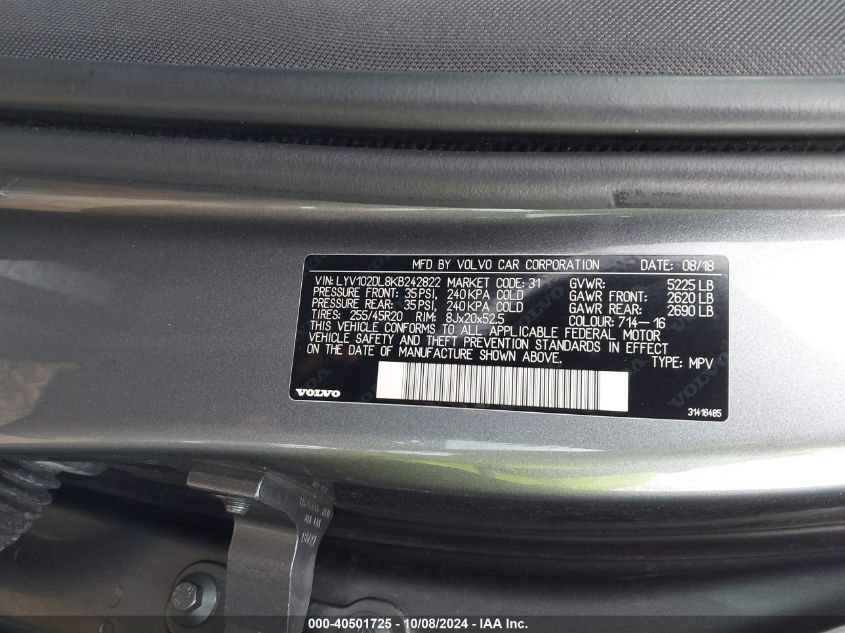 MFD BY VOLVO CAR CORPORATION DATE: 08/18
VIN: LYV102DL8KB242822 MARKET CODE: 31 GVWR: 5225 LB
PRESSURE FRONT: 35 PSI, 240 KPA COLD GAWR FRONT: 2620 LB
PRESSURE REAR: 35 PSI, 240 KPA COLD GAWR REAR: 2690 LB
TIRES: 255/45R20 RIM: 8Jx20x52.5 COLOUR: 714-16
THIS VEHICLE CONFORMS TO ALL APPLICABLE FEDERAL MOTOR
VEHICLE SAFETY AND THEFT PREVENTION STANDARDS IN EFFECT
ON THE DATE OF MANUFACTURE SHOWN ABOVE. TYPE: MPV
VOLVO
31416465
000-40501725 - 10/08/2024 - IAA Inc.